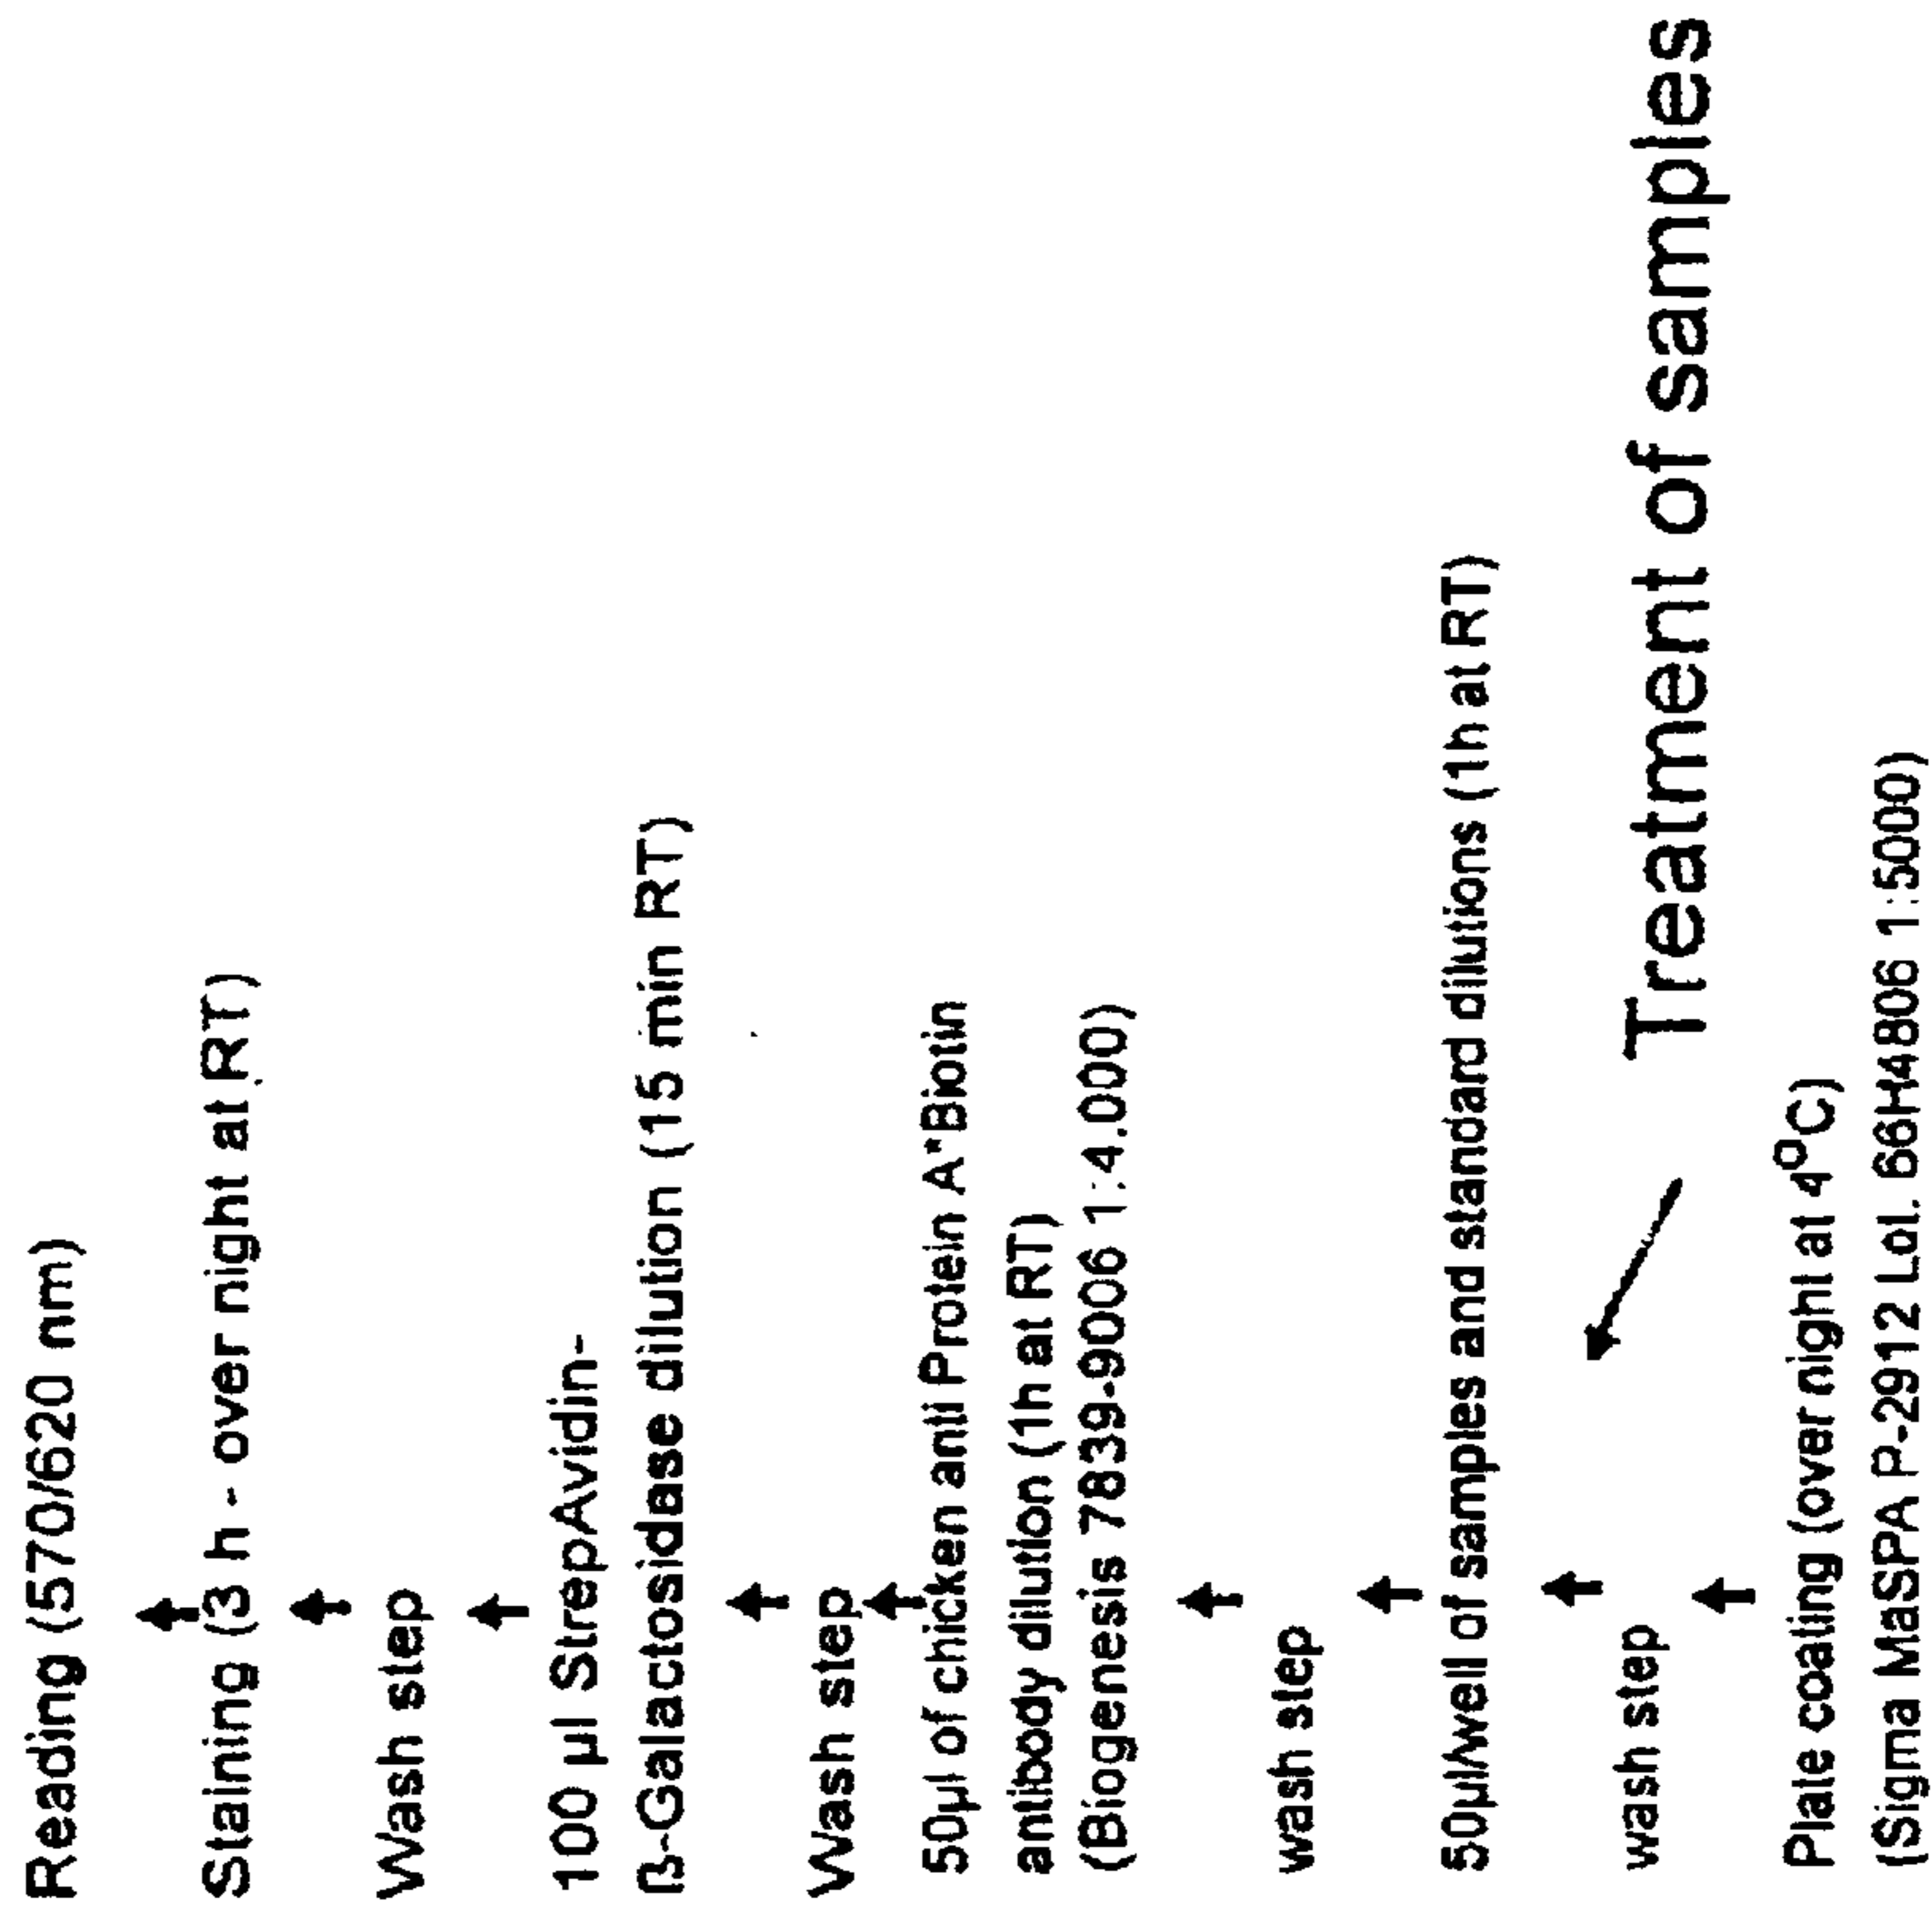 Reading (570/620 nm)
Staining (3 h - over night at RT)
Wash step
100 µl StrepAvidin-
ß-Galactosidase dilution (15 min RT)
Wash step
50µl of chicken anti Protein A*Biotin
antibody dilution (1h at RT)
(Biogenesis 7839-9006 1:4.000)
wash step
50µl/well of samples and standard dilutions (1h at RT)
wash step
Treatment of samples
Plate coating (over night at 4°C)
(Sigma MaSPA P-2912 Lot. 66H4806 1:5000)